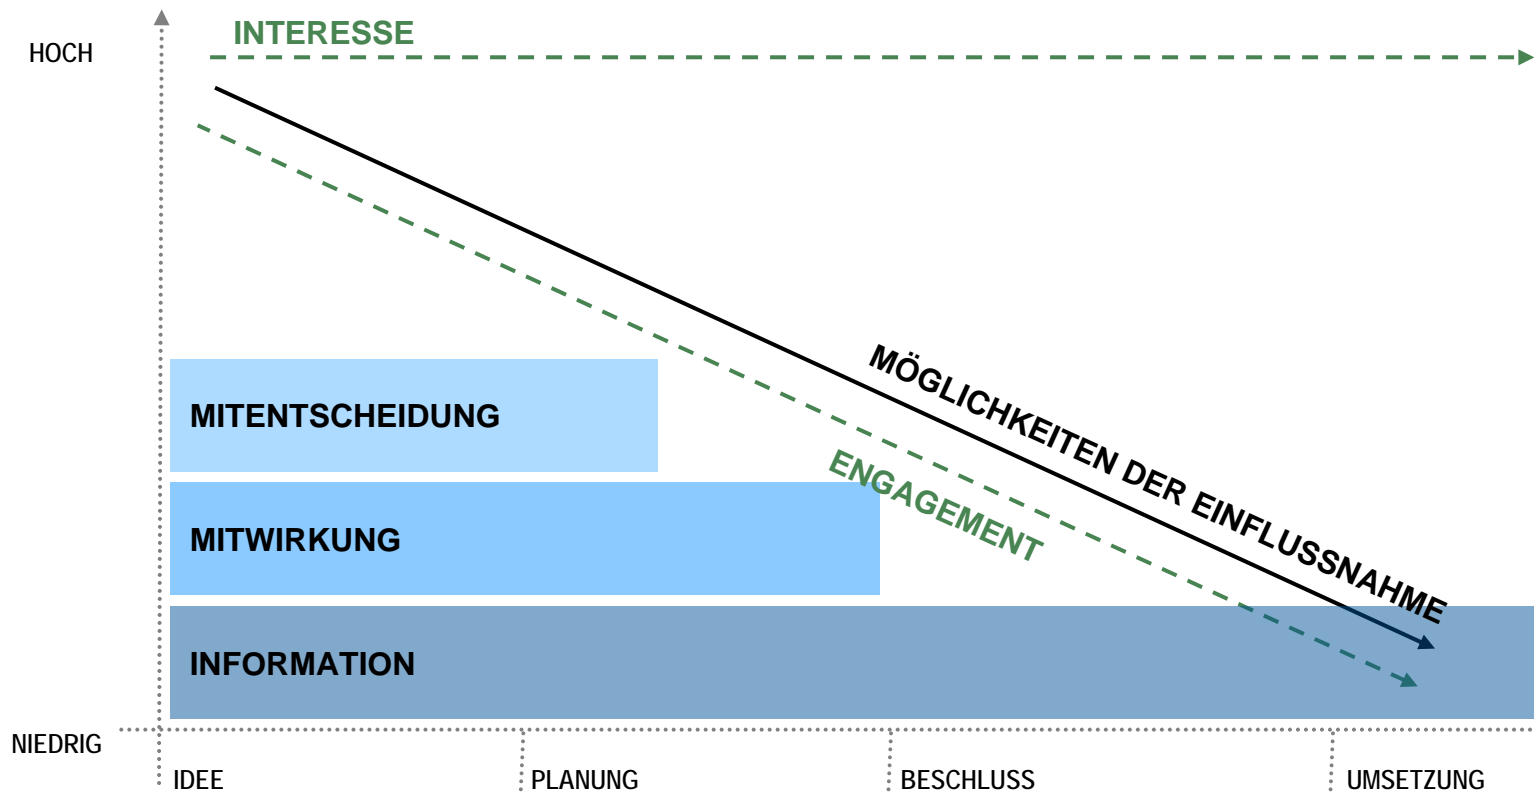 INTERESSE
HOCH
MÖGLICHKEITEN DER EINFLUSSNAHME
ENGAGEMENT
MITENTSCHEIDUNG
MITWIRKUNG
INFORMATION
NIEDRIG
IDEE
PLANUNG
BESCHLUSS
UMSETZUNG